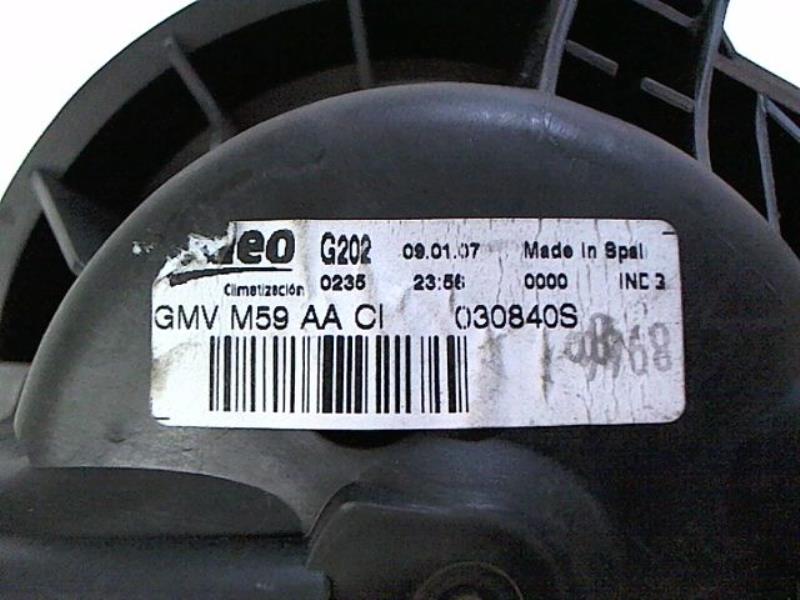 G202 09.01.07 Made In Spai
Climatización 0235 23:56 0000 IND 3
GMV M59 AA CI 030840S